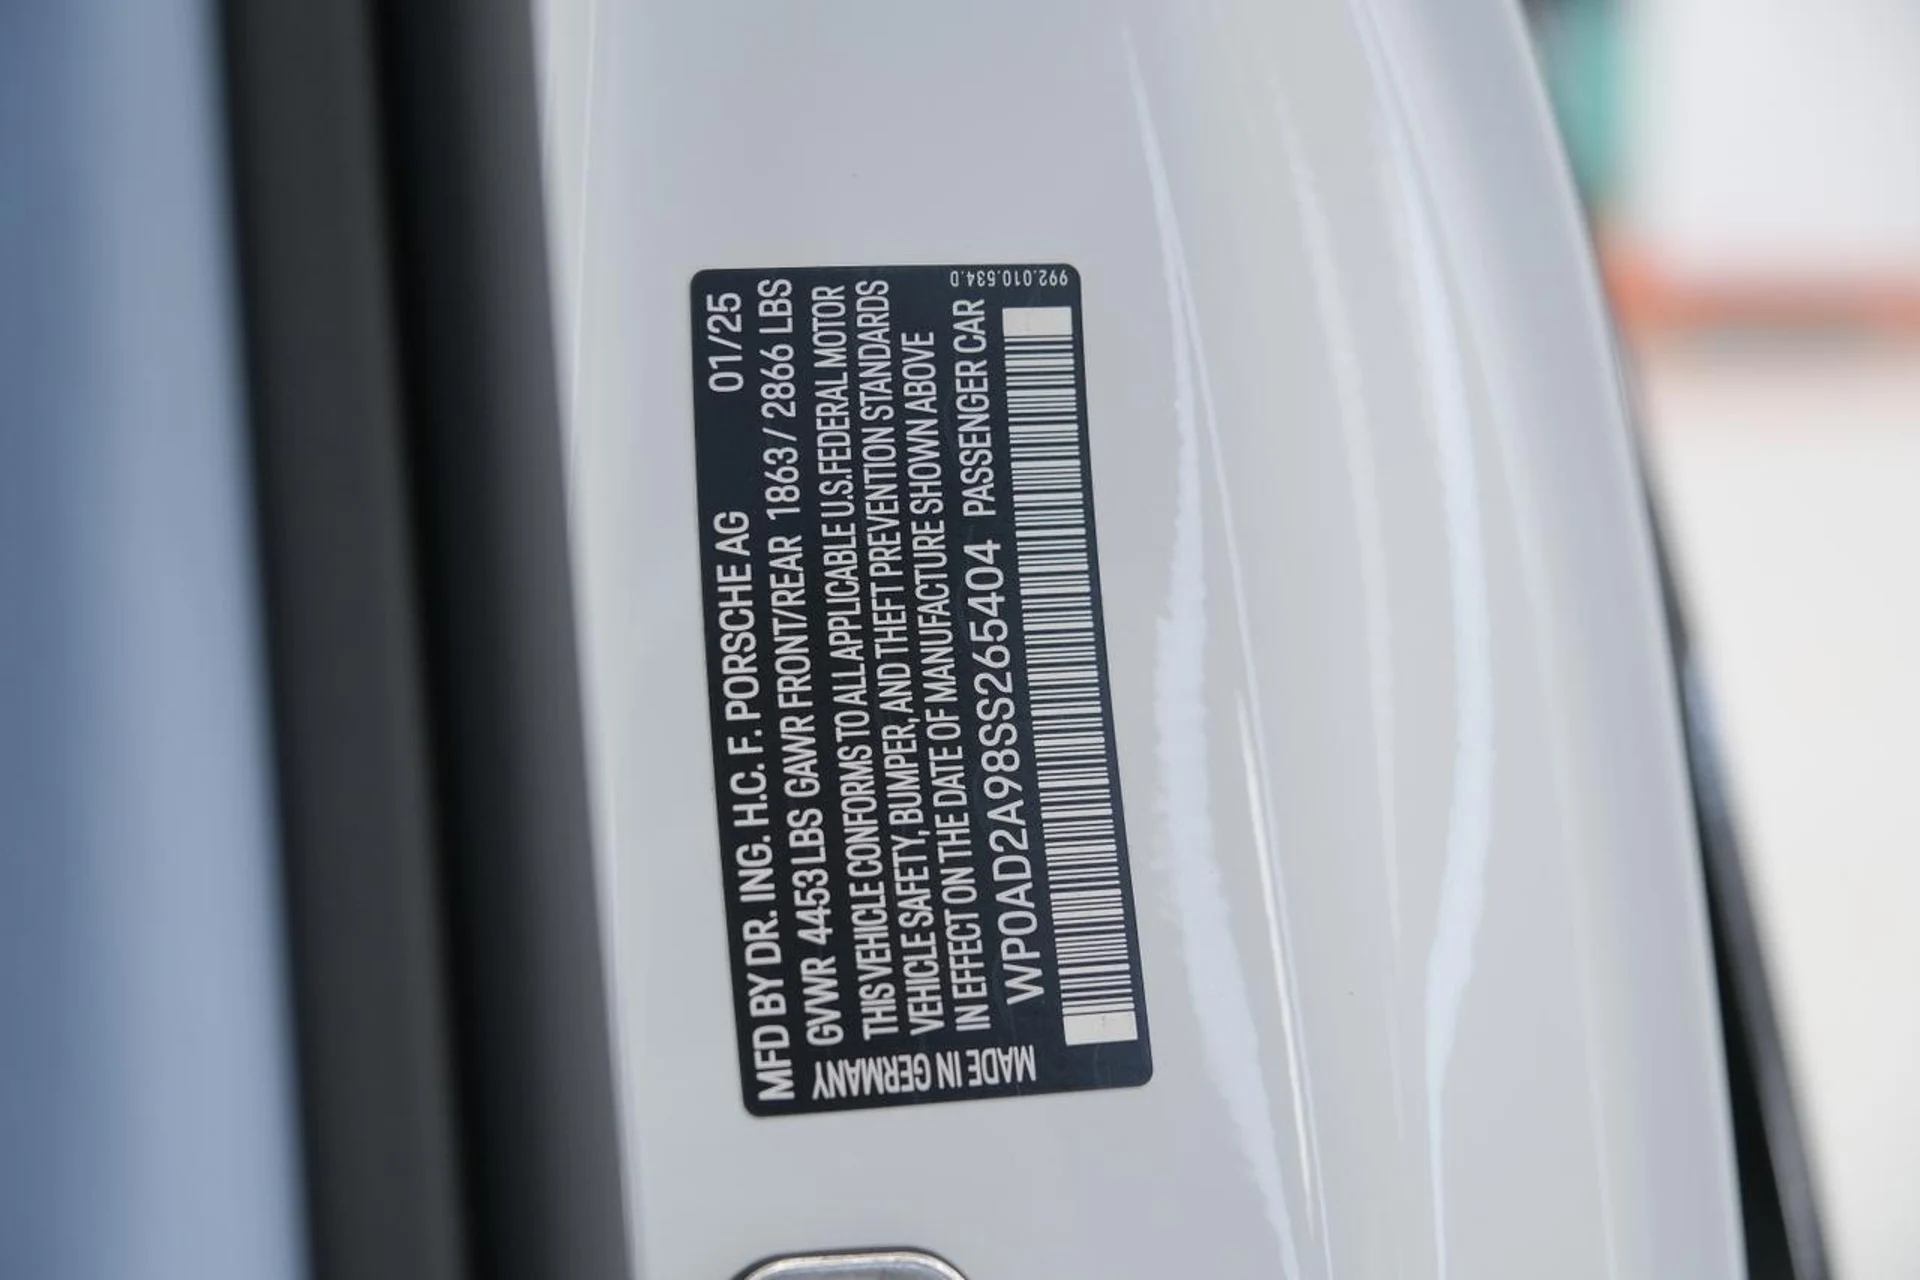 MFD BY DR. ING. H.C. F. PORSCHE AG 01/25
GVWR 4453 LBS GAWR FRONT/REAR 1863 / 2866 LBS
THIS VEHICLE CONFORMS TO ALL APPLICABLE U.S. FEDERAL MOTOR
VEHICLE SAFETY, BUMPER, AND THEFT PREVENTION STANDARDS
IN EFFECT ON THE DATE OF MANUFACTURE SHOWN ABOVE
WP0AD2A98SS265404 PASSENGER CAR
MADE IN GERMANY
992.010.534.D